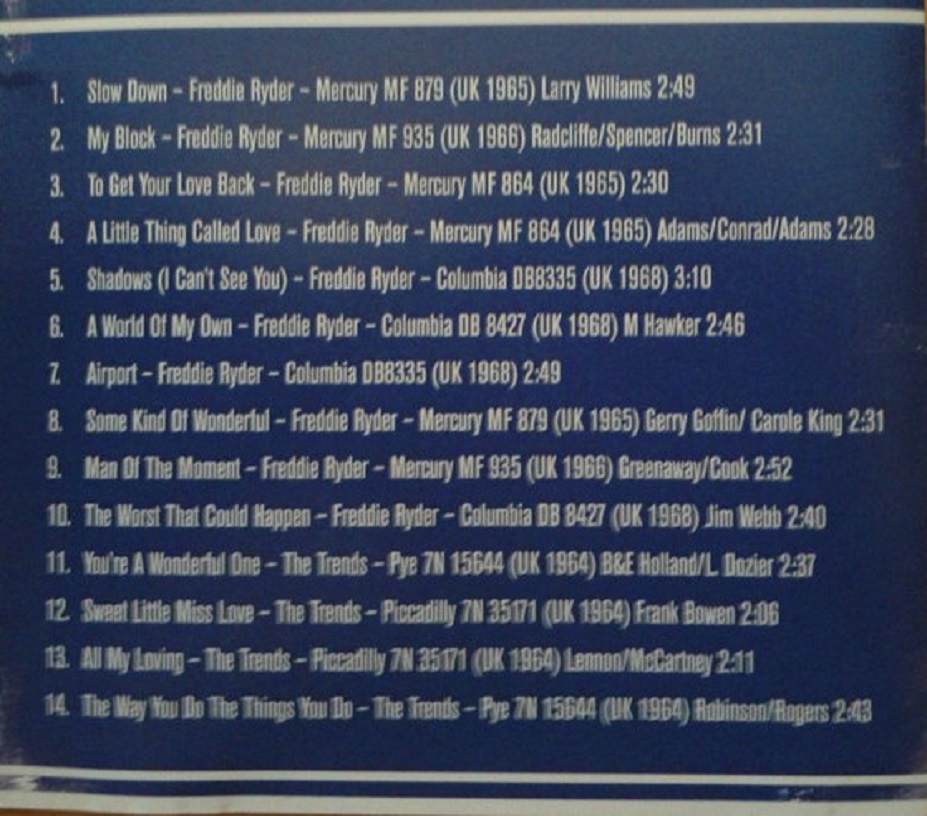 1. Slow Down – Freddie Ryder – Mercury MF 879 (UK 1965) Larry Williams 2:49
2. My Block – Freddie Ryder – Mercury MF 935 (UK 1966) Radcliffe/Spencer/Burns 2:31
3. To Get Your Love Back – Freddie Ryder – Mercury MF 864 (UK 1965) 2:30
4. A Little Thing Called Love – Freddie Ryder – Mercury MF 864 (UK 1965) Adams/Conrad/Adams 2:28
5. Shadows (I Can't See You) – Freddie Ryder – Columbia DB8335 (UK 1968) 3:10
6. A World Of My Own – Freddie Ryder – Columbia DB 8427 (UK 1968) M Hawker 2:46
7. Airport – Freddie Ryder – Columbia DB8335 (UK 1968) 2:49
8. Some Kind Of Wonderful – Freddie Ryder – Mercury MF 879 (UK 1965) Gerry Goffin/ Carole King 2:31
9. Man Of The Moment – Freddie Ryder – Mercury MF 935 (UK 1966) Greenaway/Cook 2:52
10. The Worst That Could Happen – Freddie Ryder – Columbia DB 8427 (UK 1968) Jim Webb 2:40
11. You're A Wonderful One – The Trends – Pye 7N 15644 (UK 1964) B&E Holland/L. Dozier 2:37
12. Sweet Little Miss Love – The Trends – Piccadilly 7N 35171 (UK 1964) Frank Bowen 2:06
13. All My Loving – The Trends – Piccadilly 7N 35171 (UK 1964) Lennon/McCartney 2:11
14. The Way You Do The Things You Do – The Trends – Pye 7N 15644 (UK 1964) Robinson/Rogers 2:43